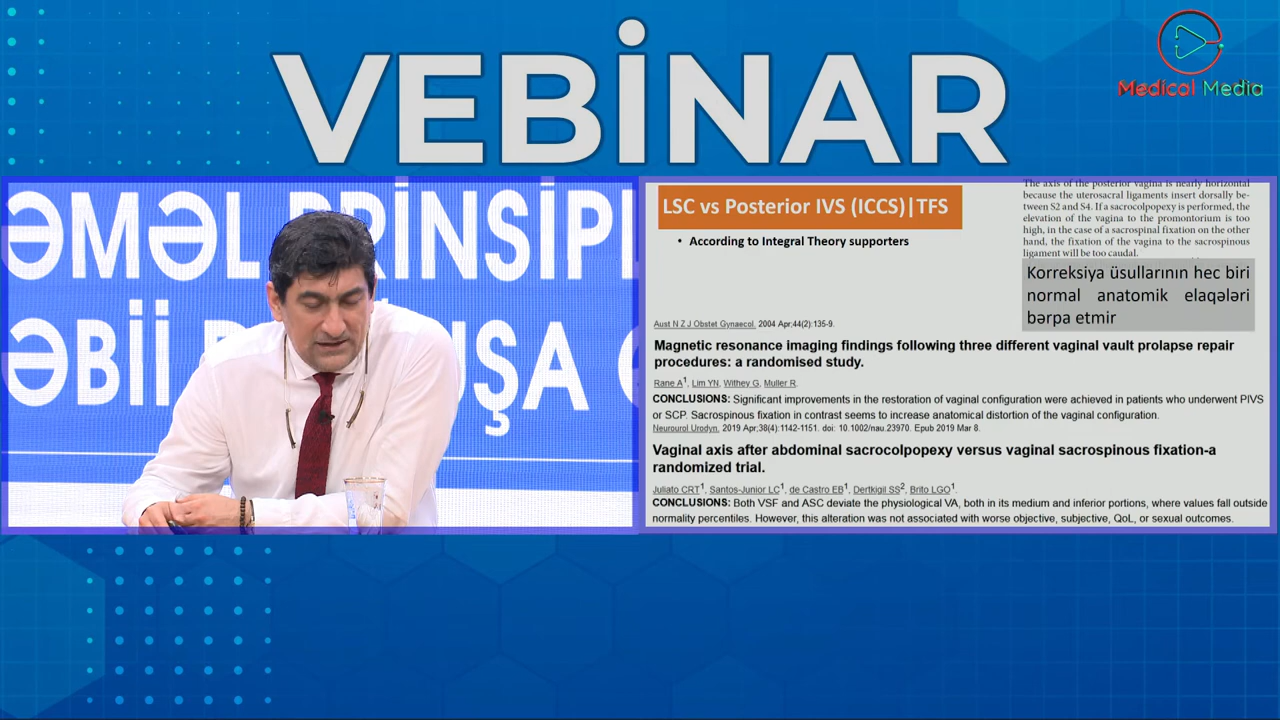 VEBİNAR
Medical Media
ƏMƏL PRİNSİP
ƏBİİ
LSC vs Posterior IVS (ICCS)|TFS
• According to Integral Theory supporters
The axis of the posterior vagina is nearly horizontal
because the uterosacral ligaments insert dorsally be-
tween S2 and S4. If a sacrocolpopexy is performed, the
elevation of the vagina to the promontorium is too
high, in the case of a sacrospinal fixation on the other
hand, the fixation of the vagina to the sacrospinous
ligament will be too caudal.
Korreksiya üsullarının hec biri
normal anatomik elaqələri
bərpa etmir
Aust N Z J Obstet Gynaecol. 2004 Apr;44(2):135-9.
Magnetic resonance imaging findings following three different vaginal vault prolapse repair
procedures: a randomised study.
Rane A1, Lim YN, Withey G, Muller R.
CONCLUSIONS: Significant improvements in the restoration of vaginal configuration were achieved in patients who underwent PIVS
or SCP. Sacrospinous fixation in contrast seems to increase anatomical distortion of the vaginal configuration.
Neurourol Urodyn. 2019 Apr;38(4):1142-1151. doi: 10.1002/nau.23970. Epub 2019 Mar 8.
Vaginal axis after abdominal sacrocolpopexy versus vaginal sacrospinous fixation-a
randomized trial.
Juliato CRT1, Santos-Junior LC1, de Castro EB1, Dertkigil SS2, Brito LGO1.
CONCLUSIONS: Both VSF and ASC deviate the physiological VA, both in its medium and inferior portions, where values fall outside
normality percentiles. However, this alteration was not associated with worse objective, subjective, QoL, or sexual outcomes.